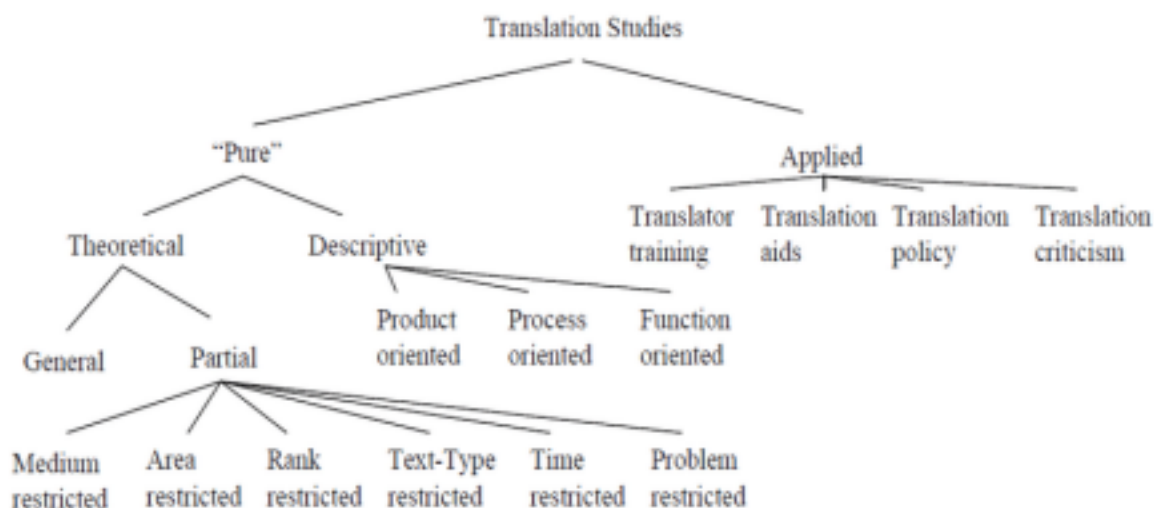 Translation Studies
“Pure”
Applied
Translator training
Translation aids
Translation policy
Translation criticism
Theoretical
Descriptive
Product oriented
Process oriented
Function oriented
General
Partial
Medium restricted
Area restricted
Rank restricted
Text-Type restricted
Time restricted
Problem restricted